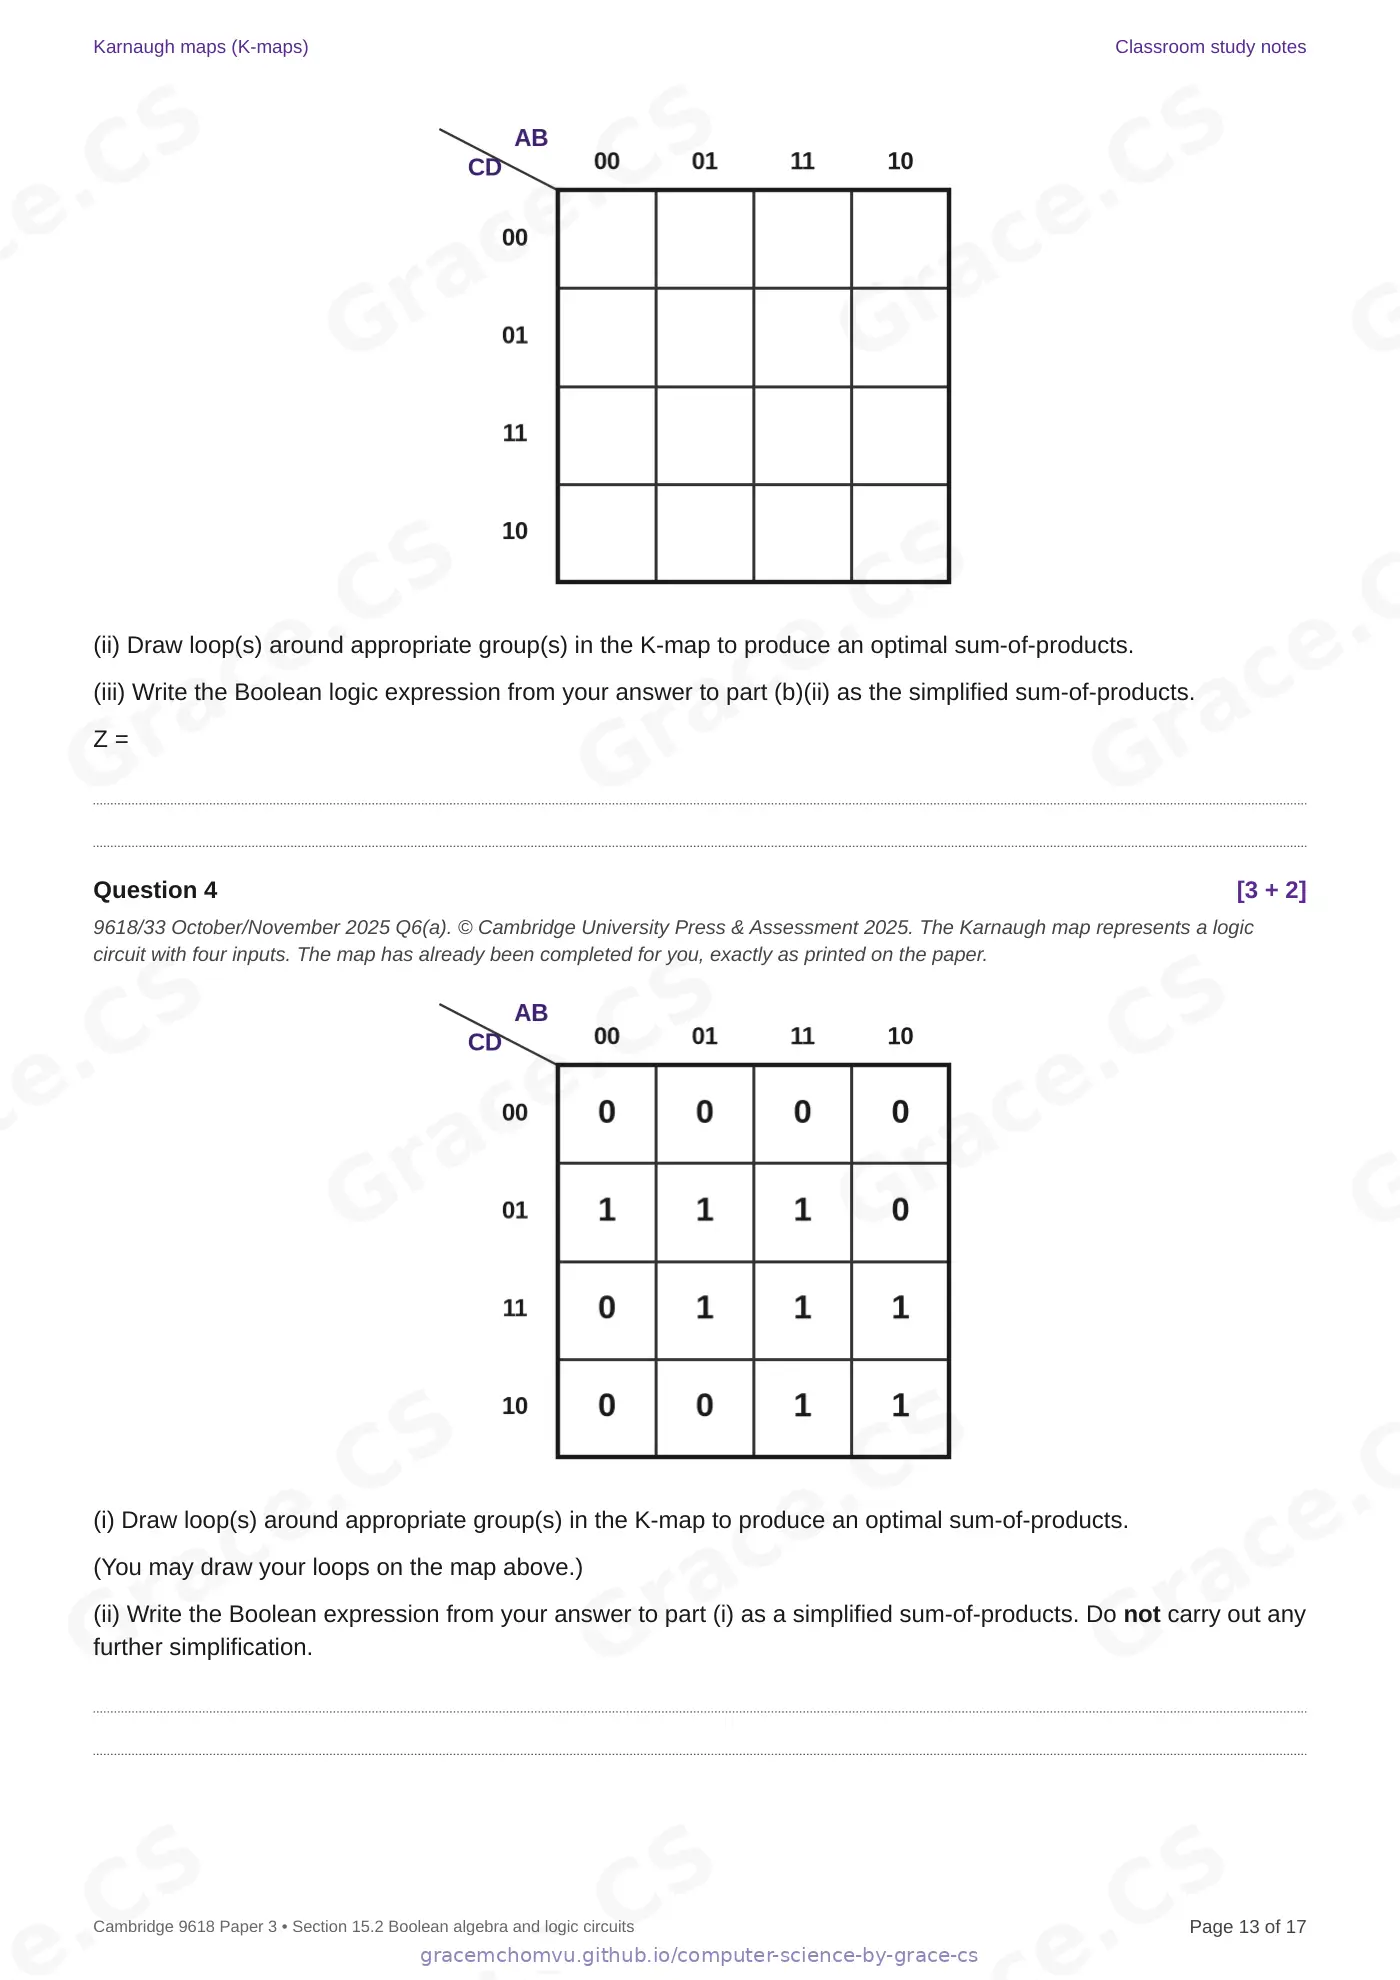 Karnaugh maps (K-maps) Classroom study notes
AB
CD
00 01 11 10
00
01
11
10
(ii) Draw loop(s) around appropriate group(s) in the K-map to produce an optimal sum-of-products.
(iii) Write the Boolean logic expression from your answer to part (b)(ii) as the simplified sum-of-products.
Z =
Question 4 [3 + 2]
9618/33 October/November 2025 Q6(a). © Cambridge University Press & Assessment 2025. The Karnaugh map represents a logic
circuit with four inputs. The map has already been completed for you, exactly as printed on the paper.
AB
CD
00 01 11 10
00 0 0 0 0
01 1 1 1 0
11 0 1 1 1
10 0 0 1 1
(i) Draw loop(s) around appropriate group(s) in the K-map to produce an optimal sum-of-products.
(You may draw your loops on the map above.)
(ii) Write the Boolean expression from your answer to part (i) as a simplified sum-of-products. Do not carry out any
further simplification.
Cambridge 9618 Paper 3 • Section 15.2 Boolean algebra and logic circuits Page 13 of 17
gracemchomvu.github.io/computer-science-by-grace-cs
Grace.CS